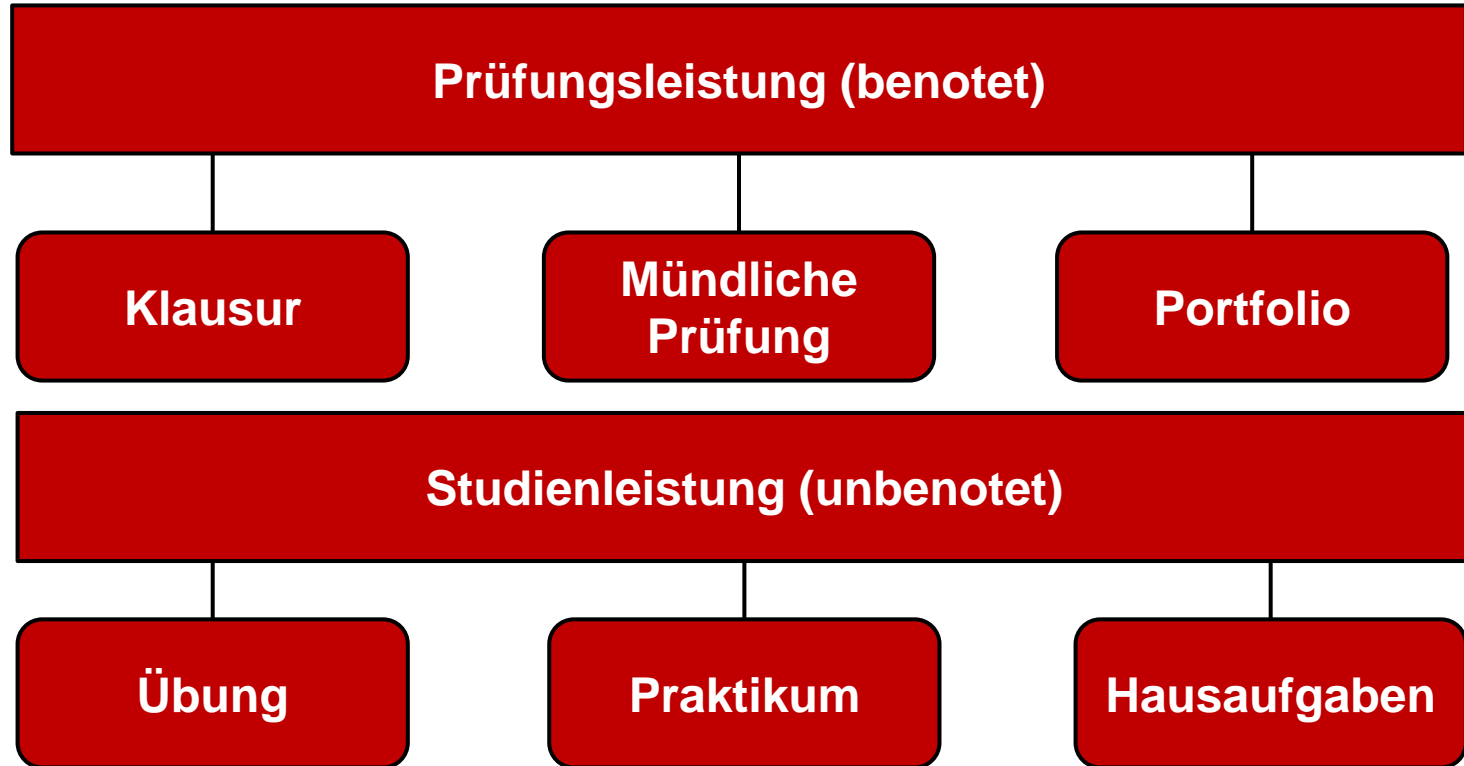 Prüfungsleistung (benotet)
Klausur
Mündliche
Prüfung
Portfolio
Studienleistung (unbenotet)
Übung
Praktikum
Hausaufgaben